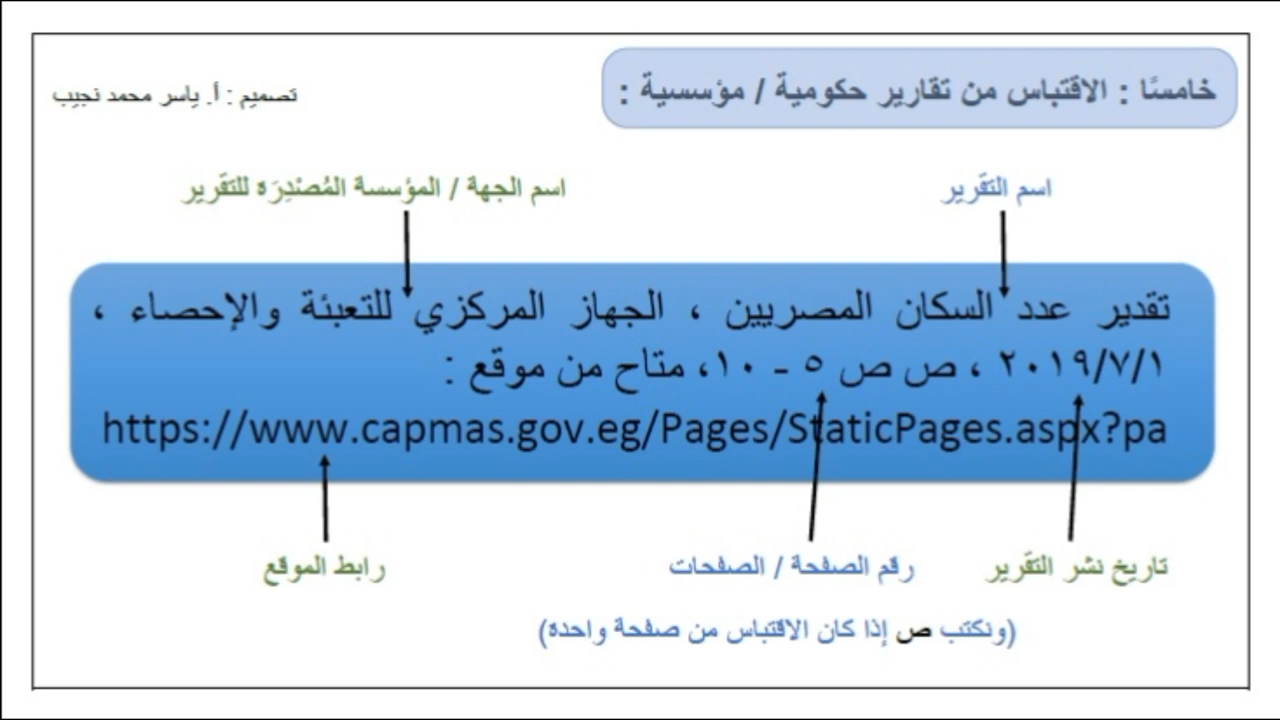 خامسًا : الاقتباس من تقارير حكومية / مؤسسية :
تصميم : أ. ياسر محمد نجيب
اسم التقرير
اسم الجهة / المؤسسة المُصْدِرَة للتقرير
تقدير عدد السكان المصريين ، الجهاز المركزي للتعبئة والإحصاء ،
٢٠١٩/٧/١ ، ص ص ٥ - ١٠، متاح من موقع :
https://www.capmas.gov.eg/Pages/StaticPages.aspx?pa
تاريخ نشر التقرير
رقم الصفحة / الصفحات
رابط الموقع
(ونكتب ص إذا كان الاقتباس من صفحة واحدة)